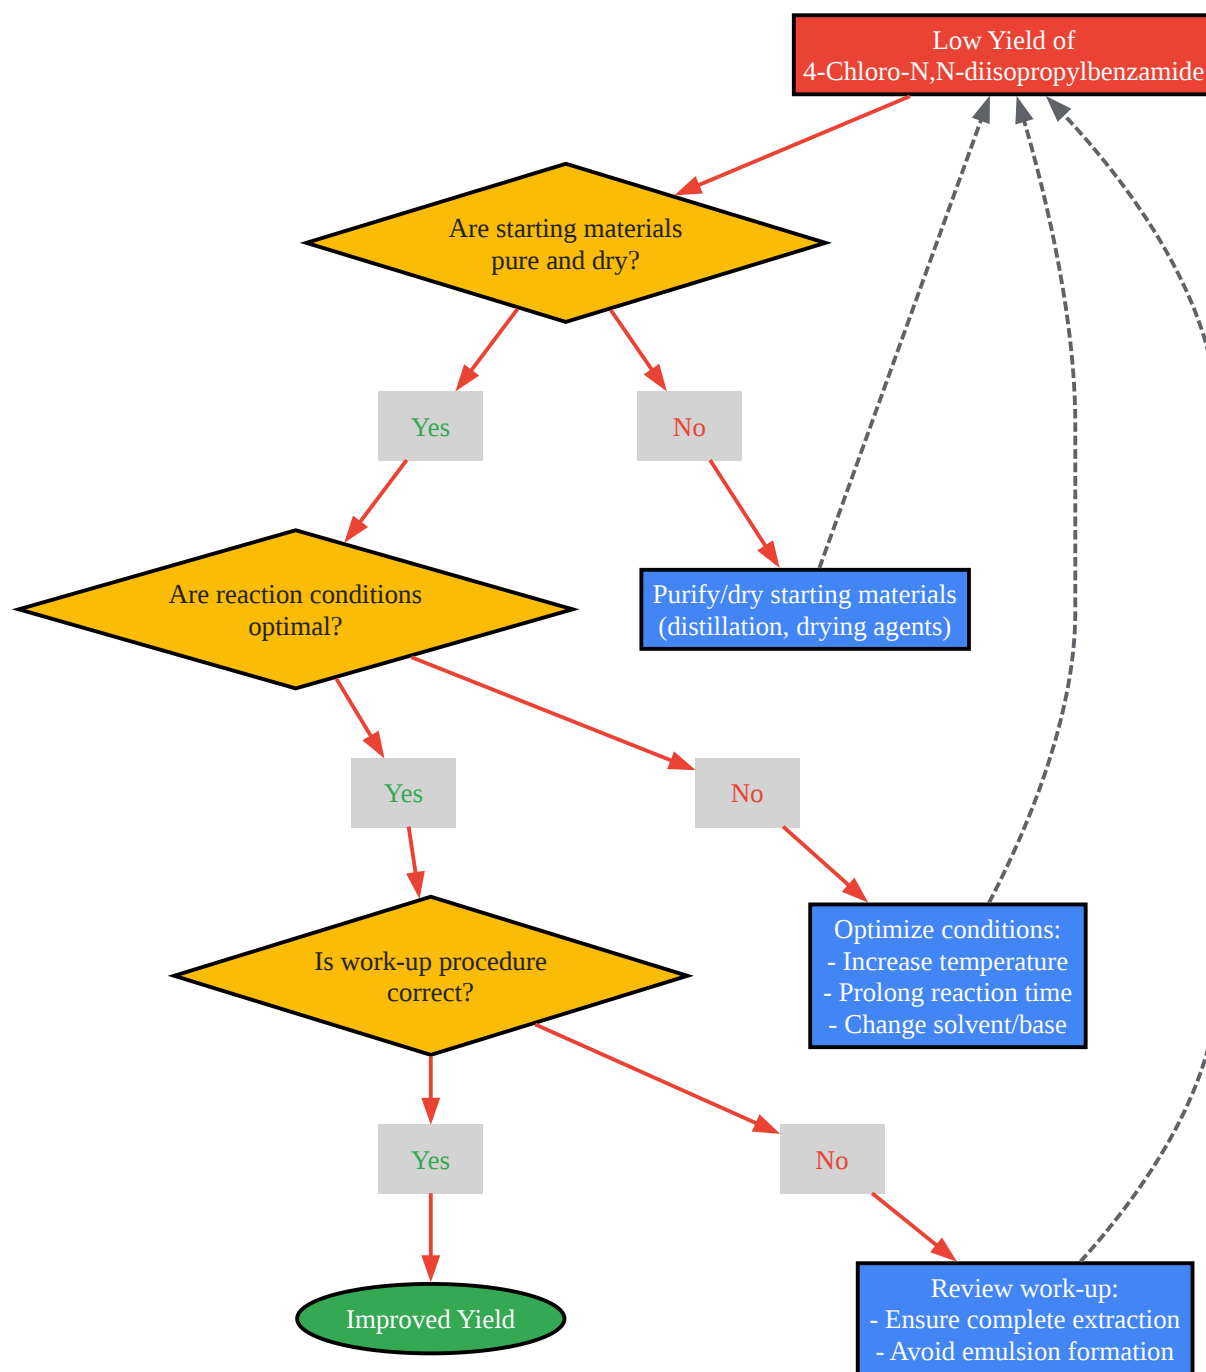 Low Yield of
4-Chloro-N,N-diisopropylbenzamide
Are starting materials
pure and dry?
Yes
No
Are reaction conditions
optimal?
Purify/dry starting materials
(distillation, drying agents)
Yes
No
Is work-up procedure
correct?
Optimize conditions:
- Increase temperature
- Prolong reaction time
- Change solvent/base
Yes
No
Improved Yield
Review work-up:
- Ensure complete extraction
- Avoid emulsion formation